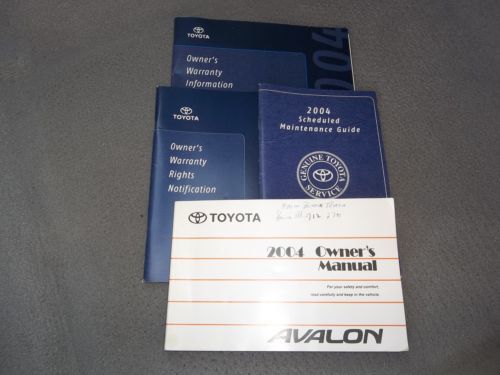 TOYOTA
Owner's
Warranty
Information
2004
TOYOTA
Owner's
Warranty
Rights
Notification
2004
Scheduled
Maintenance Guide
GENUINE TOYOTA
SERVICE
TOYOTA
2004 Owner's
Manual
For your safety and comfort,
read carefully and keep in the vehicle.
AVALON